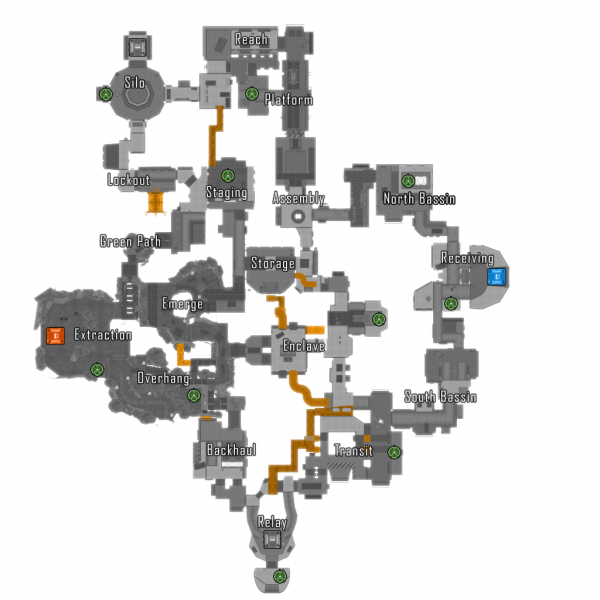 Reach
Silo
Platform
Lockout
Staging
Assembly
North Bassin
Green Path
Storage
Receiving
Emerge
Extraction
Enclave
Overhang
South Bassin
Backhaul
Transit
Relay